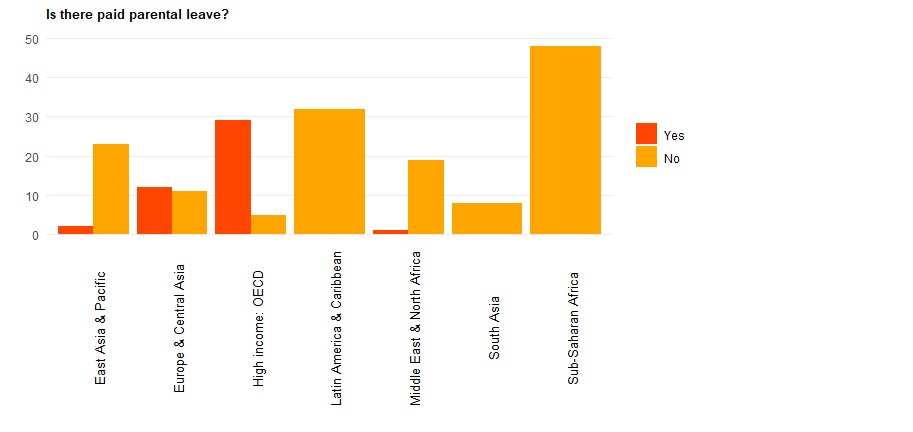 Is there paid parental leave?
50
40
30
20
10
0
Yes
No
East Asia & Pacific
Europe & Central Asia
High income: OECD
Latin America & Caribbean
Middle East & North Africa
South Asia
Sub-Saharan Africa